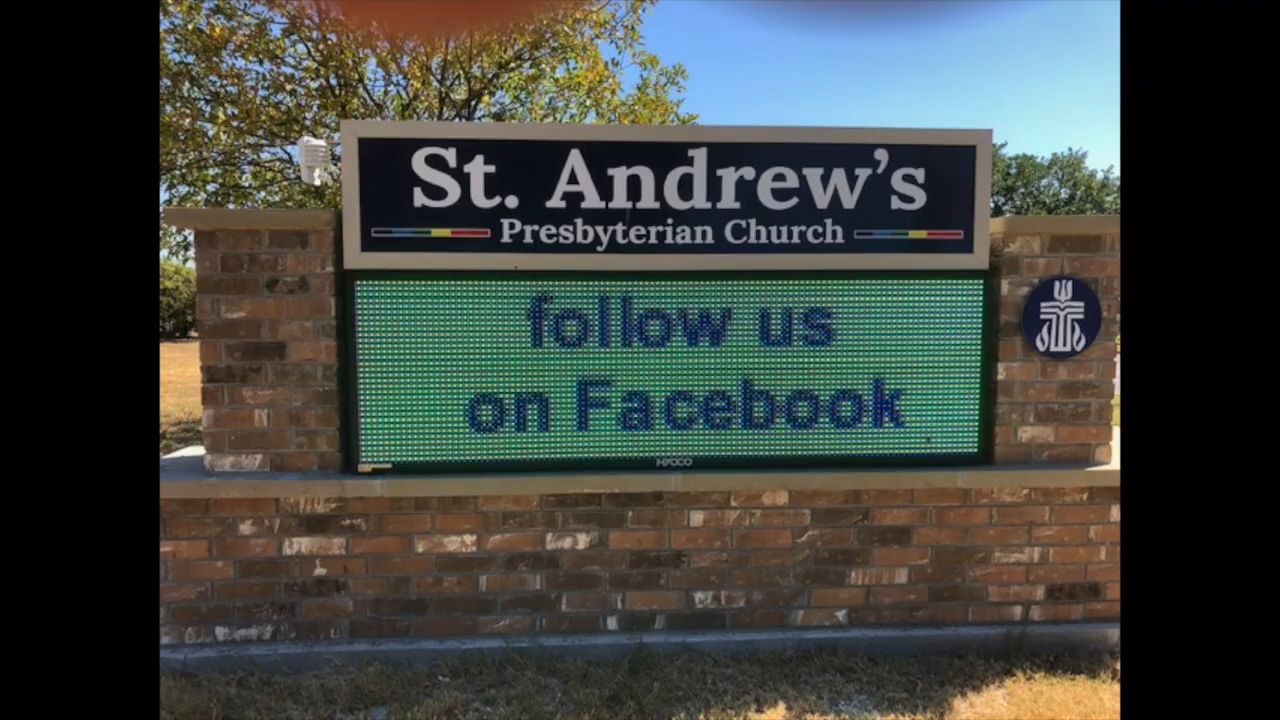 St. Andrew's
Presbyterian Church
follow us
on Facebook